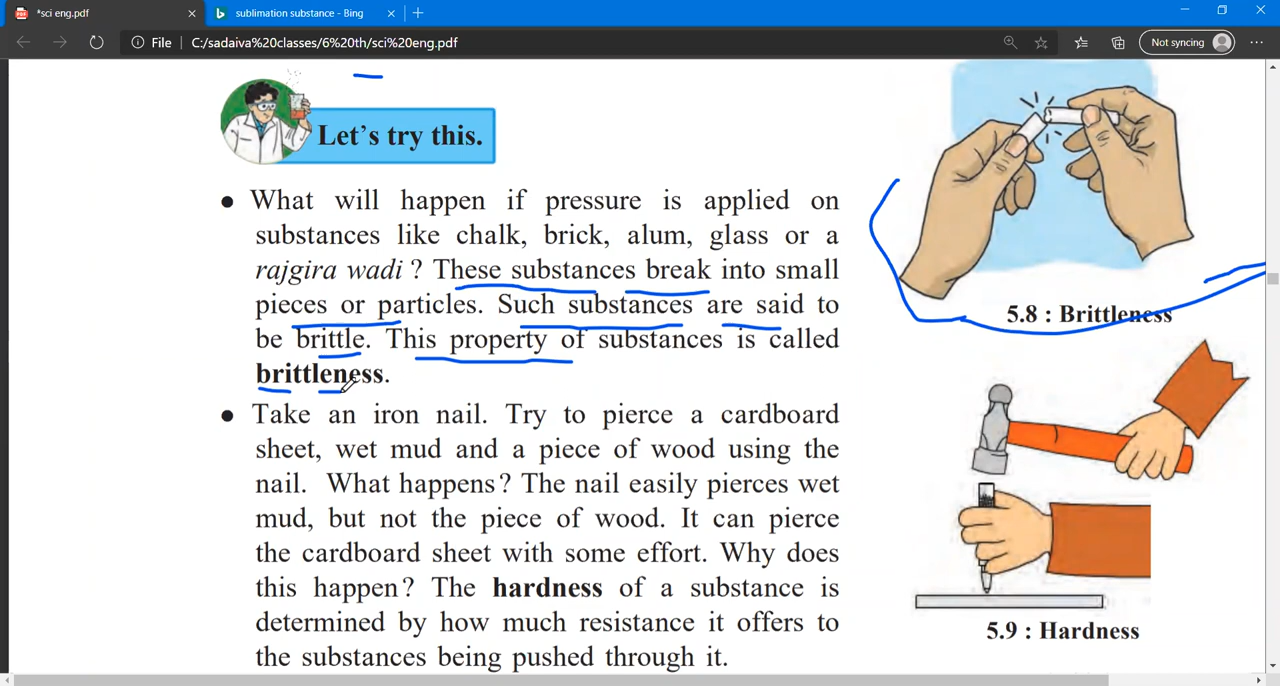 *sci eng.pdf
sublimation substance - Bing
File
C:/sadaiva%20classes/6%20th/sci%20eng.pdf
Not syncing
Let's try this.
• What will happen if pressure is applied on
substances like chalk, brick, alum, glass or a
rajgira wadi ? These substances break into small
pieces or particles. Such substances are said to
be brittle. This property of substances is called
brittleness.
• Take an iron nail. Try to pierce a cardboard
sheet, wet mud and a piece of wood using the
nail. What happens? The nail easily pierces wet
mud, but not the piece of wood. It can pierce
the cardboard sheet with some effort. Why does
this happen? The hardness of a substance is
determined by how much resistance it offers to
the substances being pushed through it.
5.8 : Brittleness
5.9 : Hardness